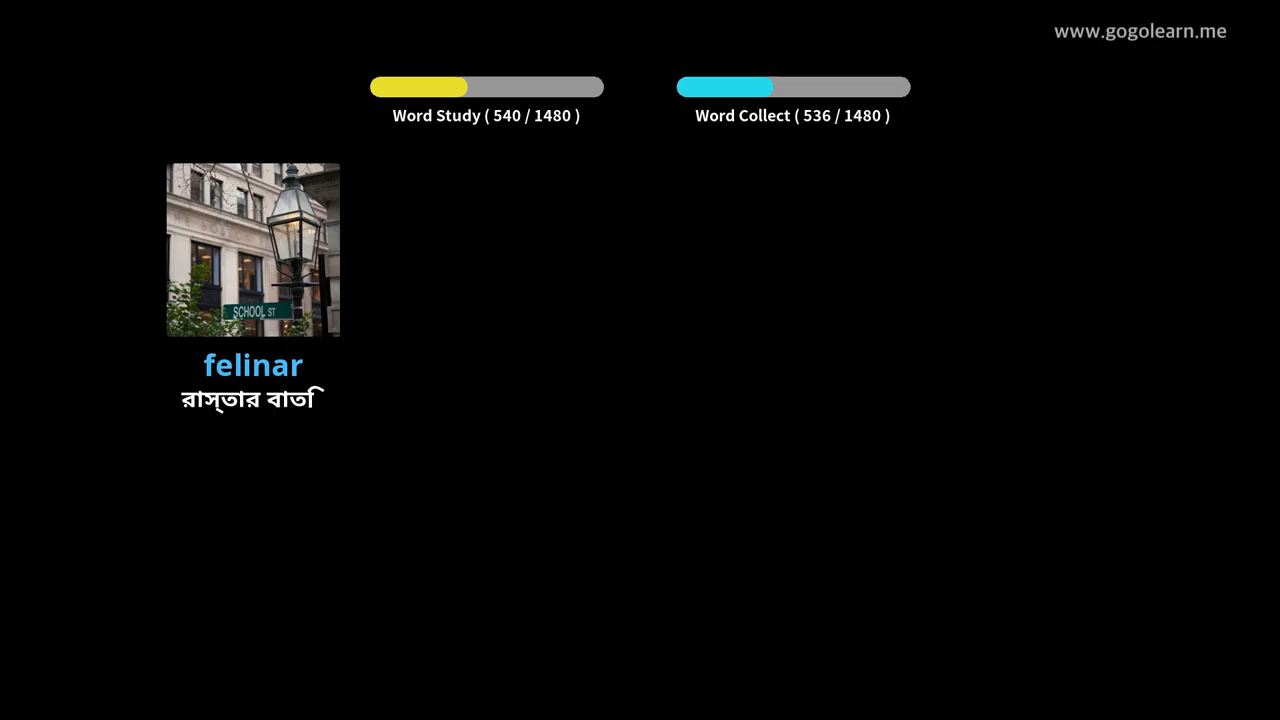 www.gogolearn.me
Word Study ( 540 / 1480 )
Word Collect ( 536 / 1480 )
SCHOOL ST
felinar
রাস্তার বাতি